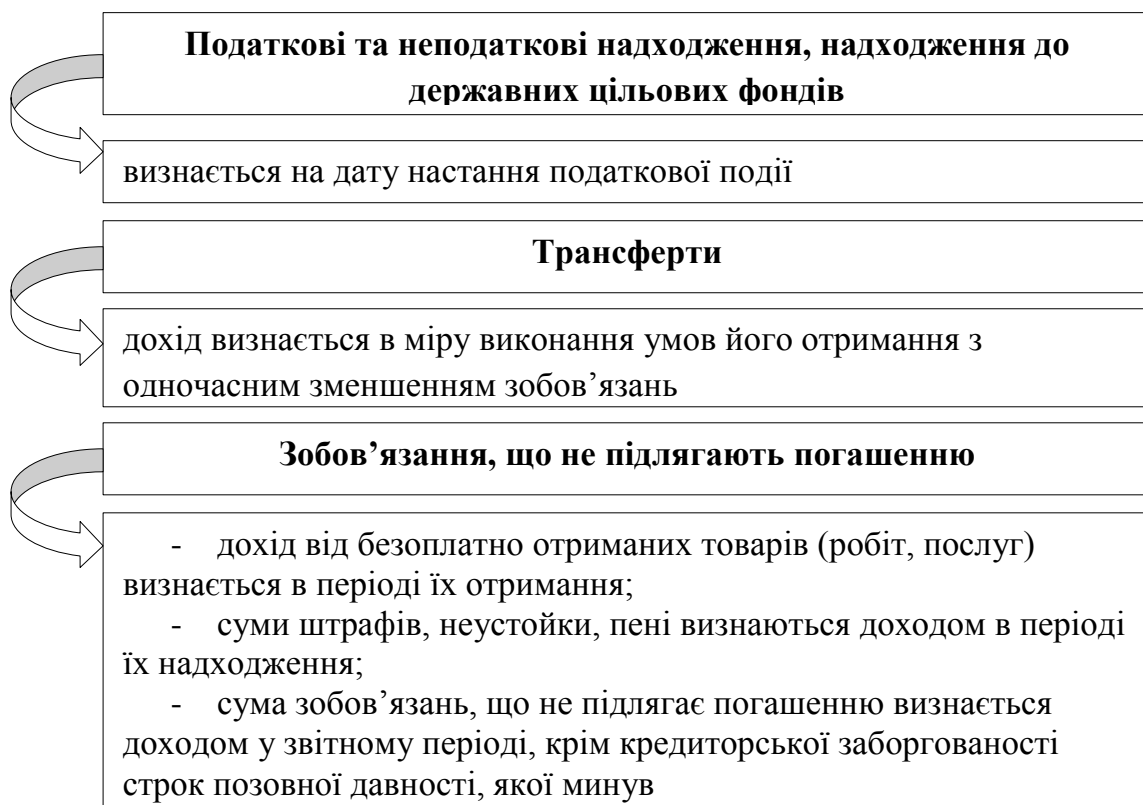 Податкові та неподаткові надходження, надходження до
державних цільових фондів
визнається на дату настання податкової події
Трансферти
дохід визнається в міру виконання умов його отримання з
одночасним зменшенням зобов’язань
Зобов’язання, що не підлягають погашенню
- дохід від безоплатно отриманих товарів (робіт, послуг)
визнається в періоді їх отримання;
- суми штрафів, неустойки, пені визнаються доходом в періоді
їх надходження;
- сума зобов’язань, що не підлягає погашенню визнається
доходом у звітному періоді, крім кредиторської заборгованості
строк позовної давності, якої минув